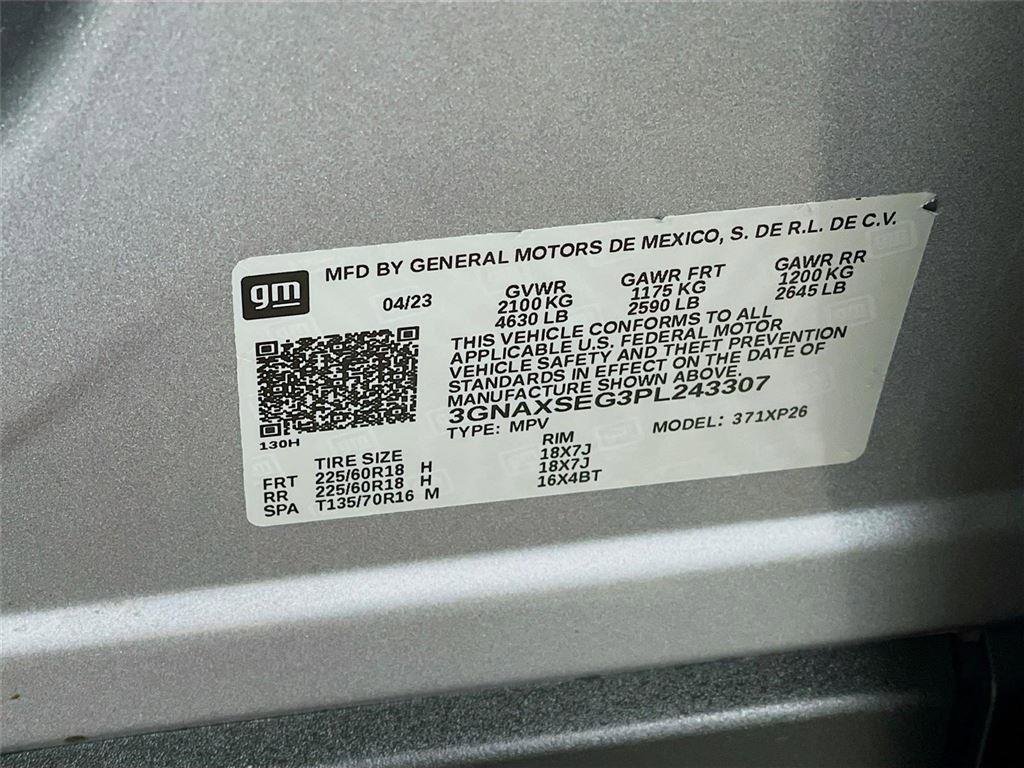 gm
MFD BY GENERAL MOTORS DE MEXICO, S. DE R.L. DE C.V.
04/23 GVWR GAWR FRT GAWR RR
2100 KG 1175 KG 1200 KG
4630 LB 2590 LB 2645 LB
THIS VEHICLE CONFORMS TO ALL
APPLICABLE U.S. FEDERAL MOTOR
VEHICLE SAFETY AND THEFT PREVENTION
STANDARDS IN EFFECT ON THE DATE OF
MANUFACTURE SHOWN ABOVE.
3GNAXSEG3PL243307
130H TYPE: MPV MODEL: 371XP26
TIRE SIZE RIM
FRT 225/60R18 H 18X7J
RR 225/60R18 H 18X7J
SPA T135/70R16 M 16X4BT